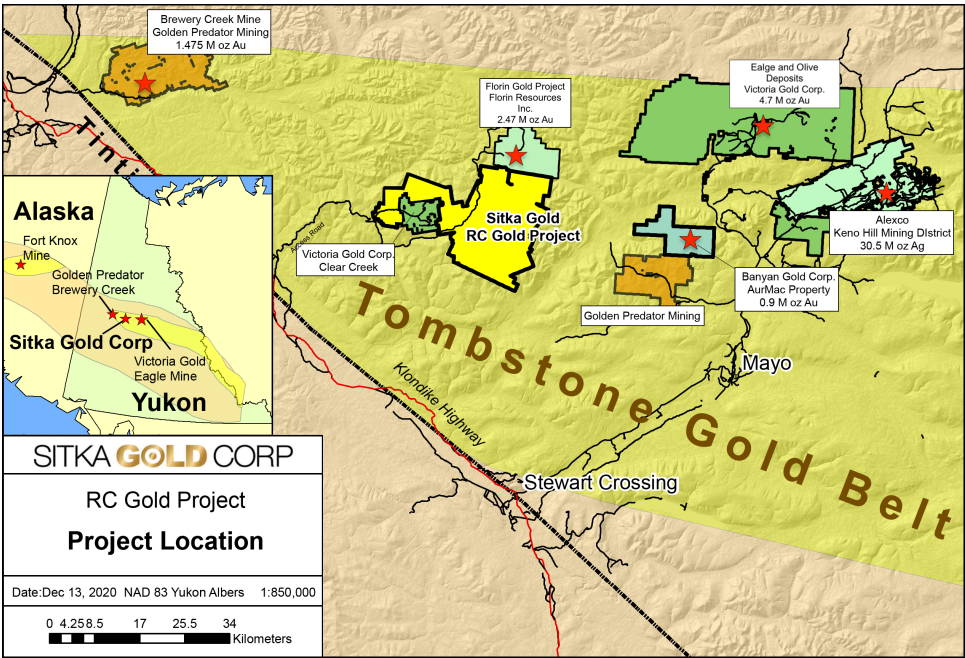 Brewery Creek Mine
Golden Predator Mining
1.475 M oz Au
Florin Gold Project
Florin Resources
Inc.
2.47 M oz Au
Ealge and Olive
Deposits
Victoria Gold Corp.
4.7 M oz Au
Tinti
Sitka Gold
RC Gold Project
Access Road
Victoria Gold Corp.
Clear Creek
Alexco
Keno Hill Mining DIstrict
30.5 M oz Ag
Banyan Gold Corp.
AurMac Property
0.9 M oz Au
Golden Predator Mining
Tombstone Gold Belt
Mayo
Klondike Highway
Stewart Crossing
Alaska
Fort Knox
Mine
Golden Predator
Brewery Creek
Sitka Gold Corp
Victoria Gold
Eagle Mine
Yukon
SITKA GOLD CORP
RC Gold Project
Project Location
Date:Dec 13, 2020 NAD 83 Yukon Albers 1:850,000
0 4.25 8.5 17 25.5 34
Kilometers